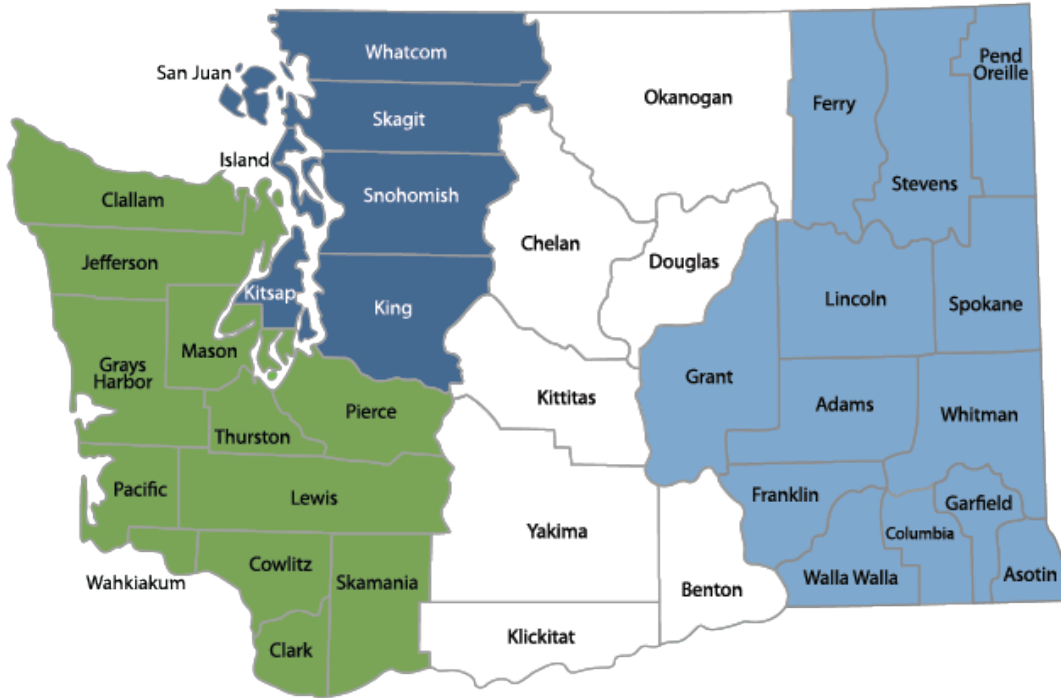 Whatcom
San Juan
Pend
Oreille
Okanogan
Ferry
Skagit
Island
Stevens
Clallam
Snohomish
Chelan
Douglas
Jefferson
Kitsap
Lincoln
Spokane
King
Mason
Grays
Harbor
Grant
Kittitas
Adams
Pierce
Whitman
Thurston
Pacific
Lewis
Franklin
Garfield
Yakima
Columbia
Cowlitz
Wahkiakum
Skamania
Benton
Walla Walla
Asotin
Klickitat
Clark